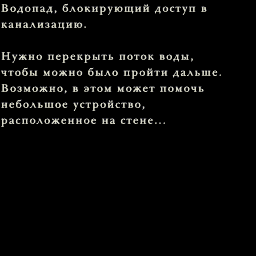 Водопад, блокирующий доступ в
канализацию.

Нужно перекрыть поток воды,
чтобы можно было пройти дальше.
Возможно, в этом может помочь
небольшое устройство,
расположенное на стене...